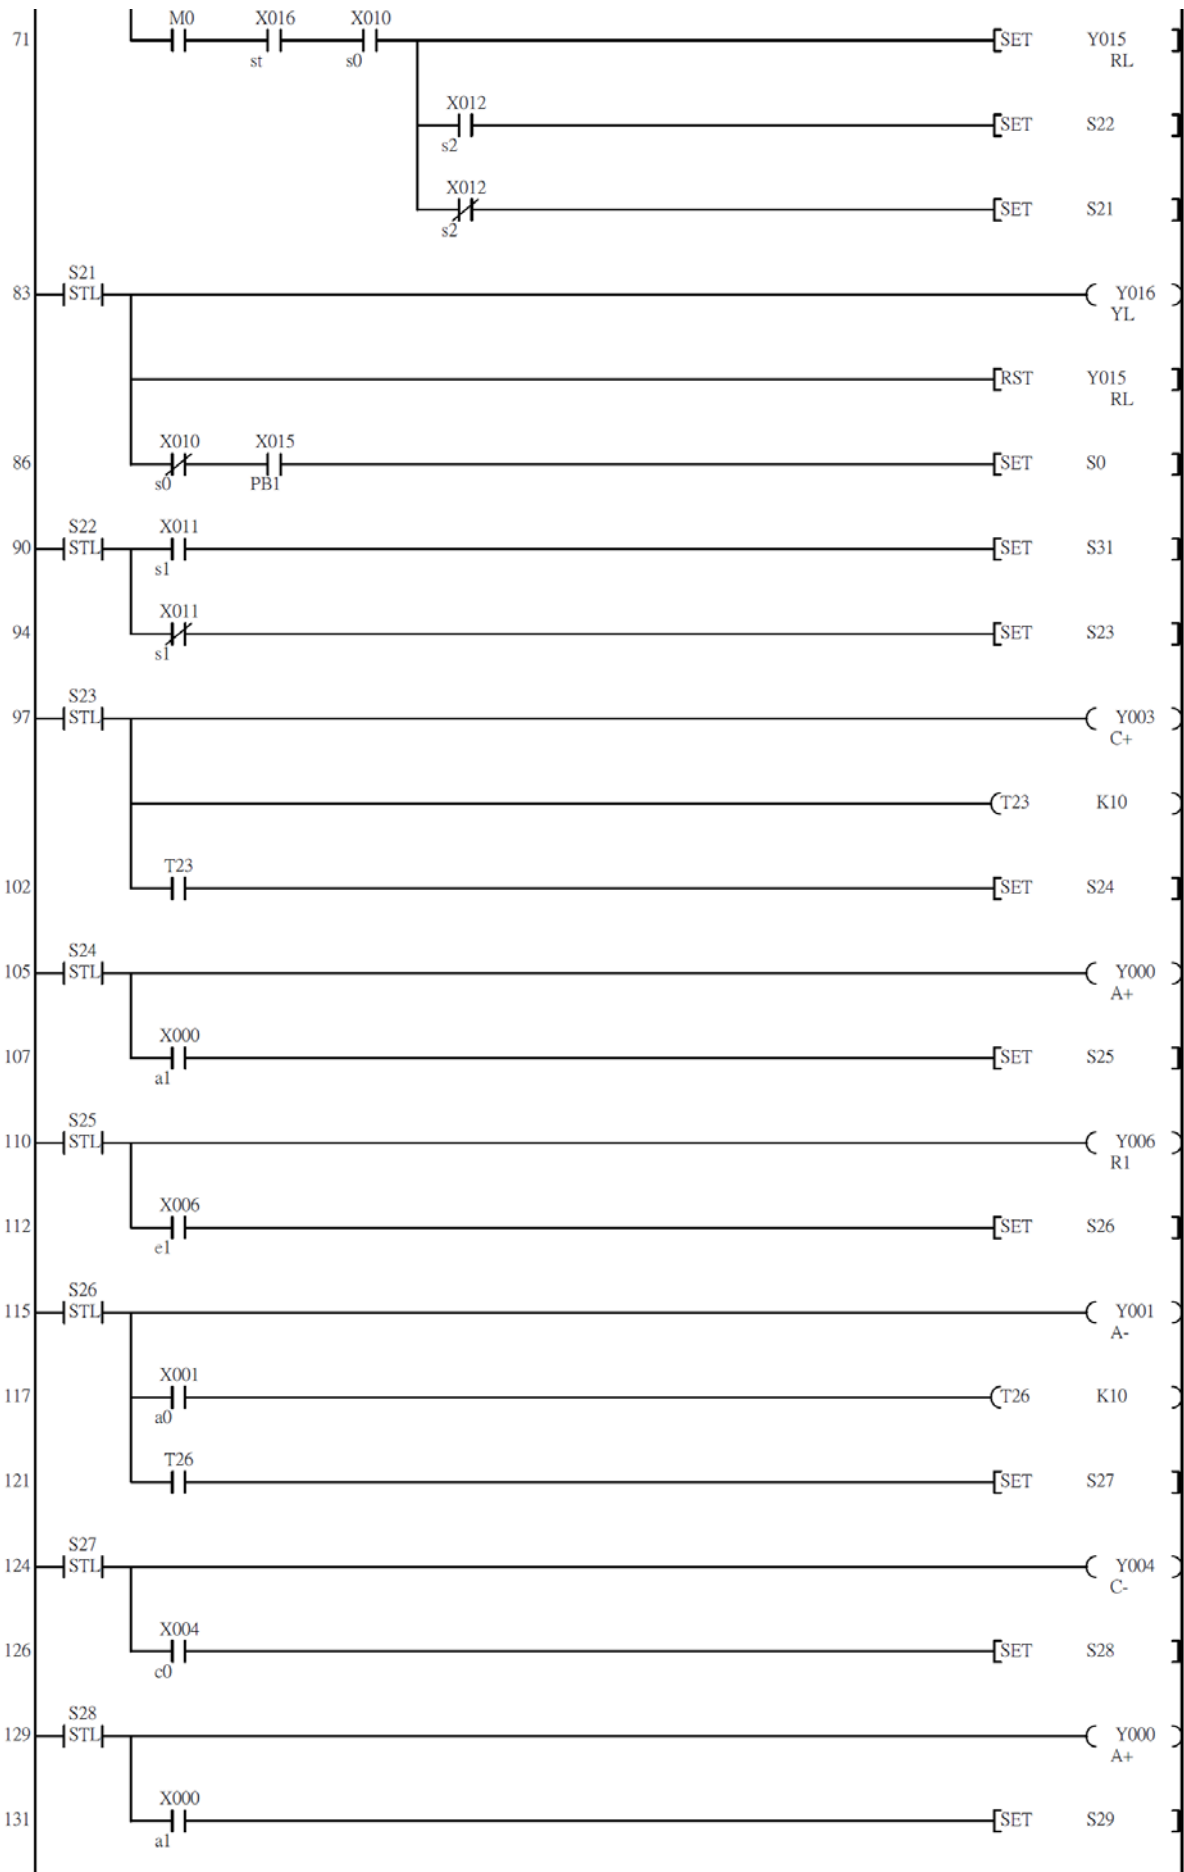 M0 X016 X010
71 [SET Y015 ]
st s0 RL
X012
[SET S22 ]
s2
X012
[SET S21 ]
s2
S21
83 STL ( Y016 )
YL
[RST Y015 ]
RL
X010 X015
86 [SET S0 ]
s0 PB1
S22 X011
90 STL [SET S31 ]
s1
X011
94 [SET S23 ]
s1
S23
97 STL ( Y003 )
C+
(T23 K10 )
T23
102 [SET S24 ]
S24
105 STL ( Y000 )
A+
X000
107 [SET S25 ]
a1
S25
110 STL ( Y006 )
R1
X006
112 [SET S26 ]
e1
S26
115 STL ( Y001 )
A-
X001
117 (T26 K10 )
a0
T26
121 [SET S27 ]
S27
124 STL ( Y004 )
C-
X004
126 [SET S28 ]
c0
S28
129 STL ( Y000 )
A+
X000
131 [SET S29 ]
a1